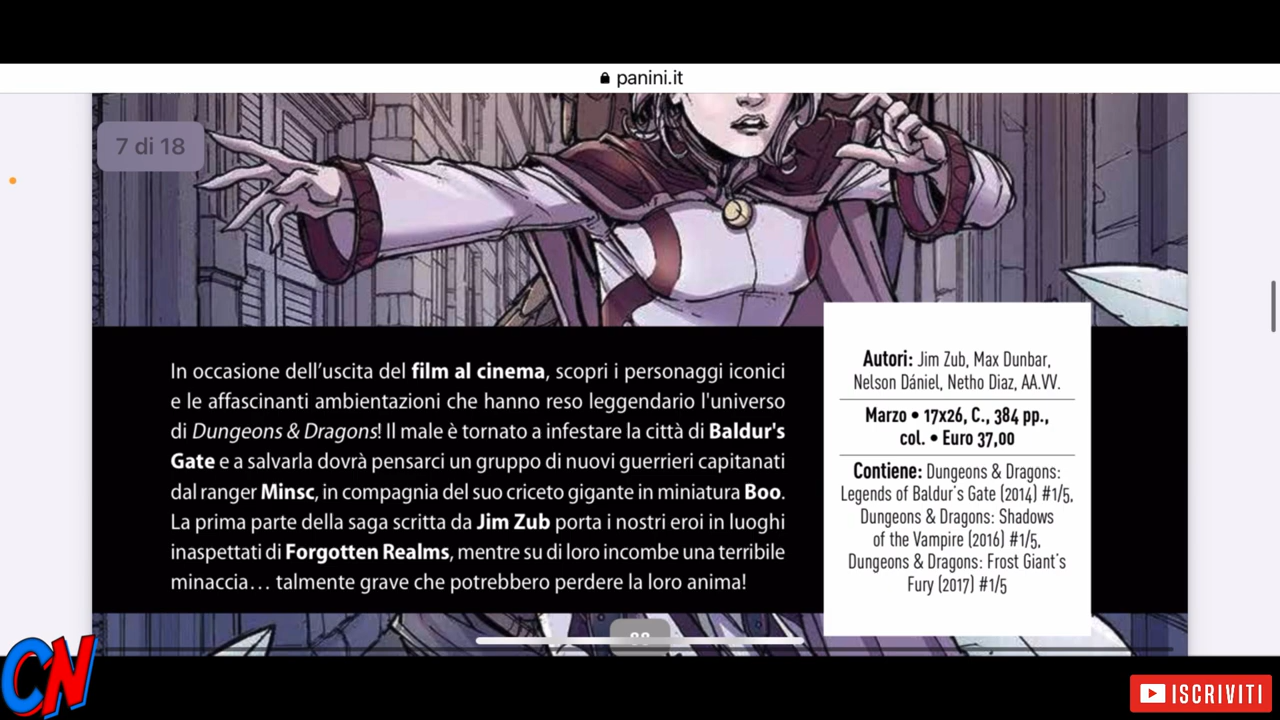 panini.it
7 di 18
In occasione dell'uscita del film al cinema, scopri i personaggi iconici
e le affascinanti ambientazioni che hanno reso leggendario l'universo
di Dungeons & Dragons! Il male è tornato a infestare la città di Baldur's
Gate e a salvarla dovrà pensarci un gruppo di nuovi guerrieri capitanati
dal ranger Minsc, in compagnia del suo criceto gigante in miniatura Boo.
La prima parte della saga scritta da Jim Zub porta i nostri eroi in luoghi
inaspettati di Forgotten Realms, mentre su di loro incombe una terribile
minaccia… talmente grave che potrebbero perdere la loro anima!
Autori: Jim Zub, Max Dunbar,
Nelson Dániel, Netho Diaz, AA.VV.
Marzo • 17x26, C., 384 pp.,
col. • Euro 37,00
Contiene: Dungeons & Dragons:
Legends of Baldur's Gate (2014) #1/5,
Dungeons & Dragons: Shadows
of the Vampire (2016) #1/5,
Dungeons & Dragons: Frost Giant's
Fury (2017) #1/5
CN
ISCRIVITI